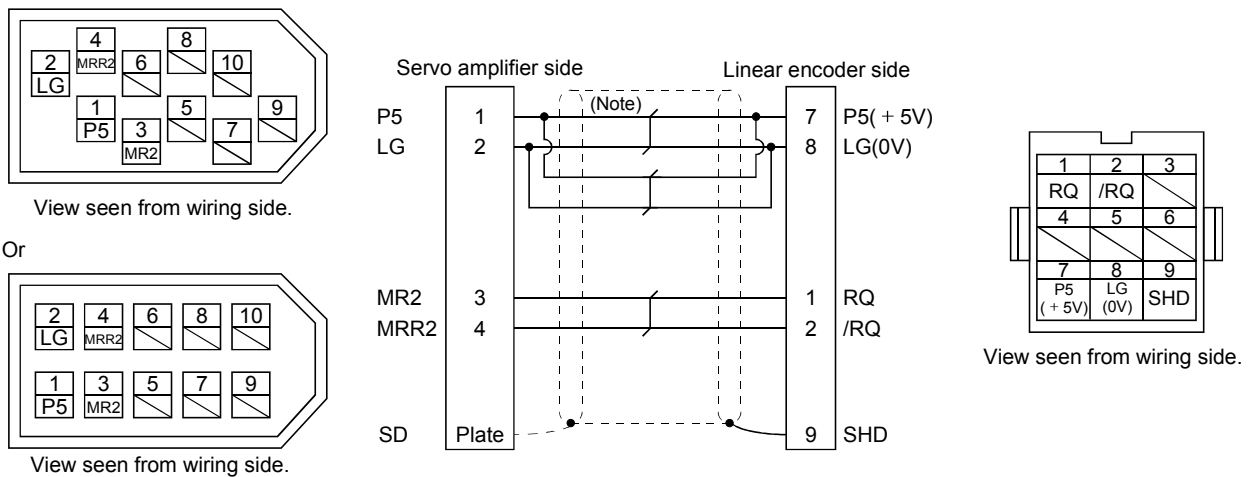 4 8
MRR2
2 6 10
LG
1 5 9
P5 3 7
MR2
View seen from wiring side.
Or
2 4 6 8 10
LG MRR2
1 3 5 7 9
P5 MR2
View seen from wiring side.
Servo amplifier side Linear encoder side
(Note)
P5 1 7 P5( + 5V)
LG 2 8 LG(0V)
MR2 3 1 RQ
MRR2 4 2 /RQ
SD Plate 9 SHD
1 2 3
RQ /RQ
4 5 6
7 8 9
P5 LG SHD
( + 5V) (0V)
View seen from wiring side.